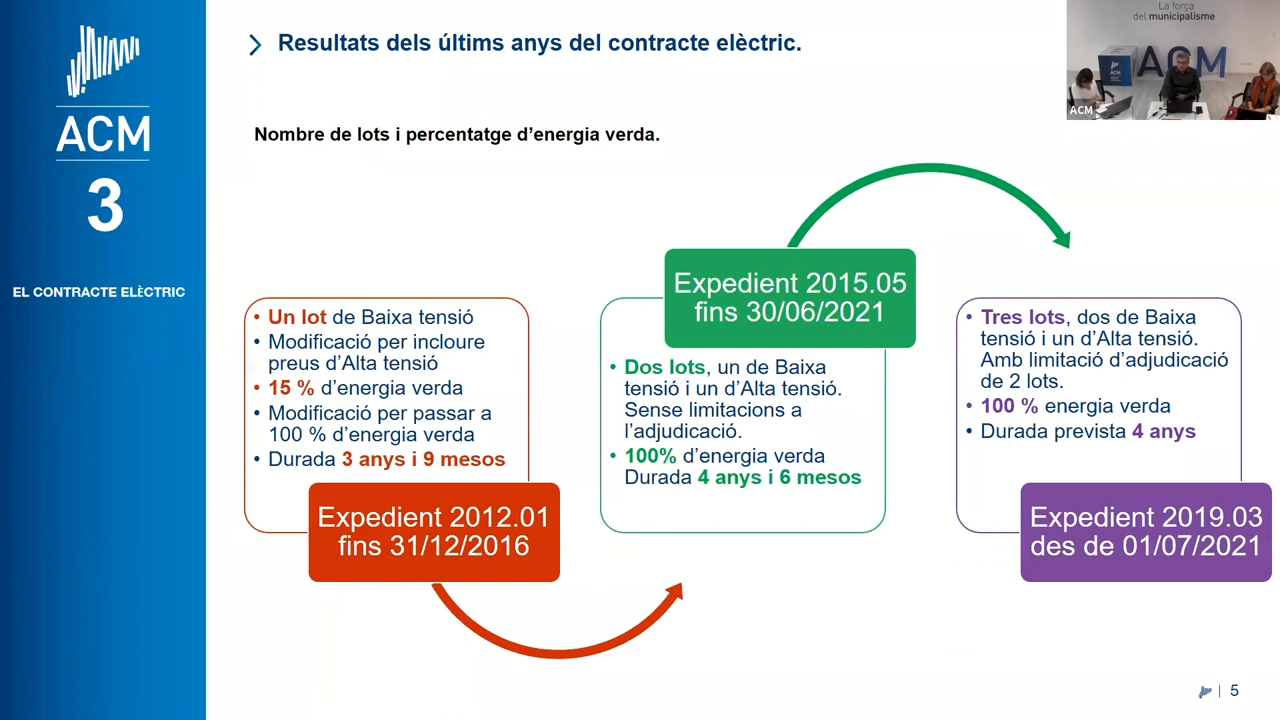 ACM
3
EL CONTRACTE ELÈCTRIC
Resultats dels últims anys del contracte elèctric.
Nombre de lots i percentatge d’energia verda.
• Un lot de Baixa tensió
• Modificació per incloure
preus d’Alta tensió
• 15 % d’energia verda
• Modificació per passar a
100 % d’energia verda
• Durada 3 anys i 9 mesos
Expedient 2012.01
fins 31/12/2016
Expedient 2015.05
fins 30/06/2021
• Dos lots, un de Baixa
tensió i un d’Alta tensió.
Sense limitacions a
l’adjudicació.
• 100% d’energia verda
Durada 4 anys i 6 mesos
• Tres lots, dos de Baixa
tensió i un d’Alta tensió.
Amb limitació d’adjudicació
de 2 lots.
• 100 % energia verda
• Durada prevista 4 anys
Expedient 2019.03
des de 01/07/2021
La força
del municipalisme
ACM
ACM
ACM
| 5